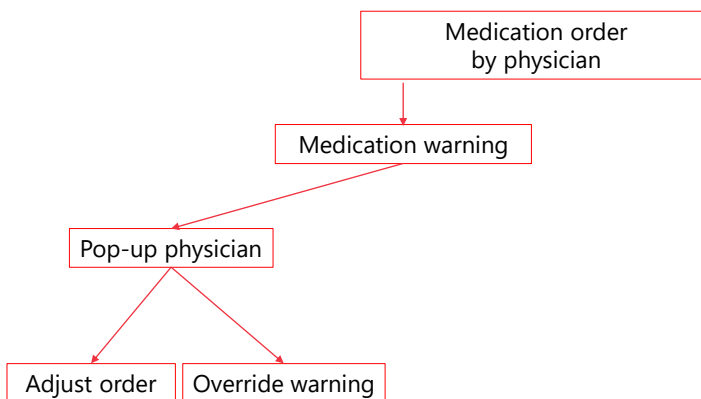 Medication order
by physician
Medication warning
Pop-up physician
Adjust order
Override warning